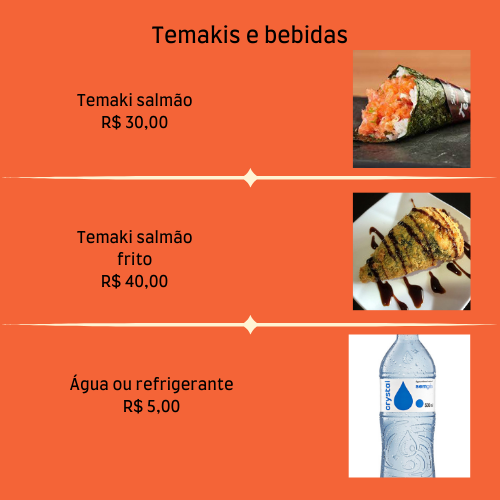 Temakis e bebidas
Temaki salmão
R$ 30,00
Temaki salmão
frito
R$ 40,00
Água ou refrigerante
R$ 5,00
crystal